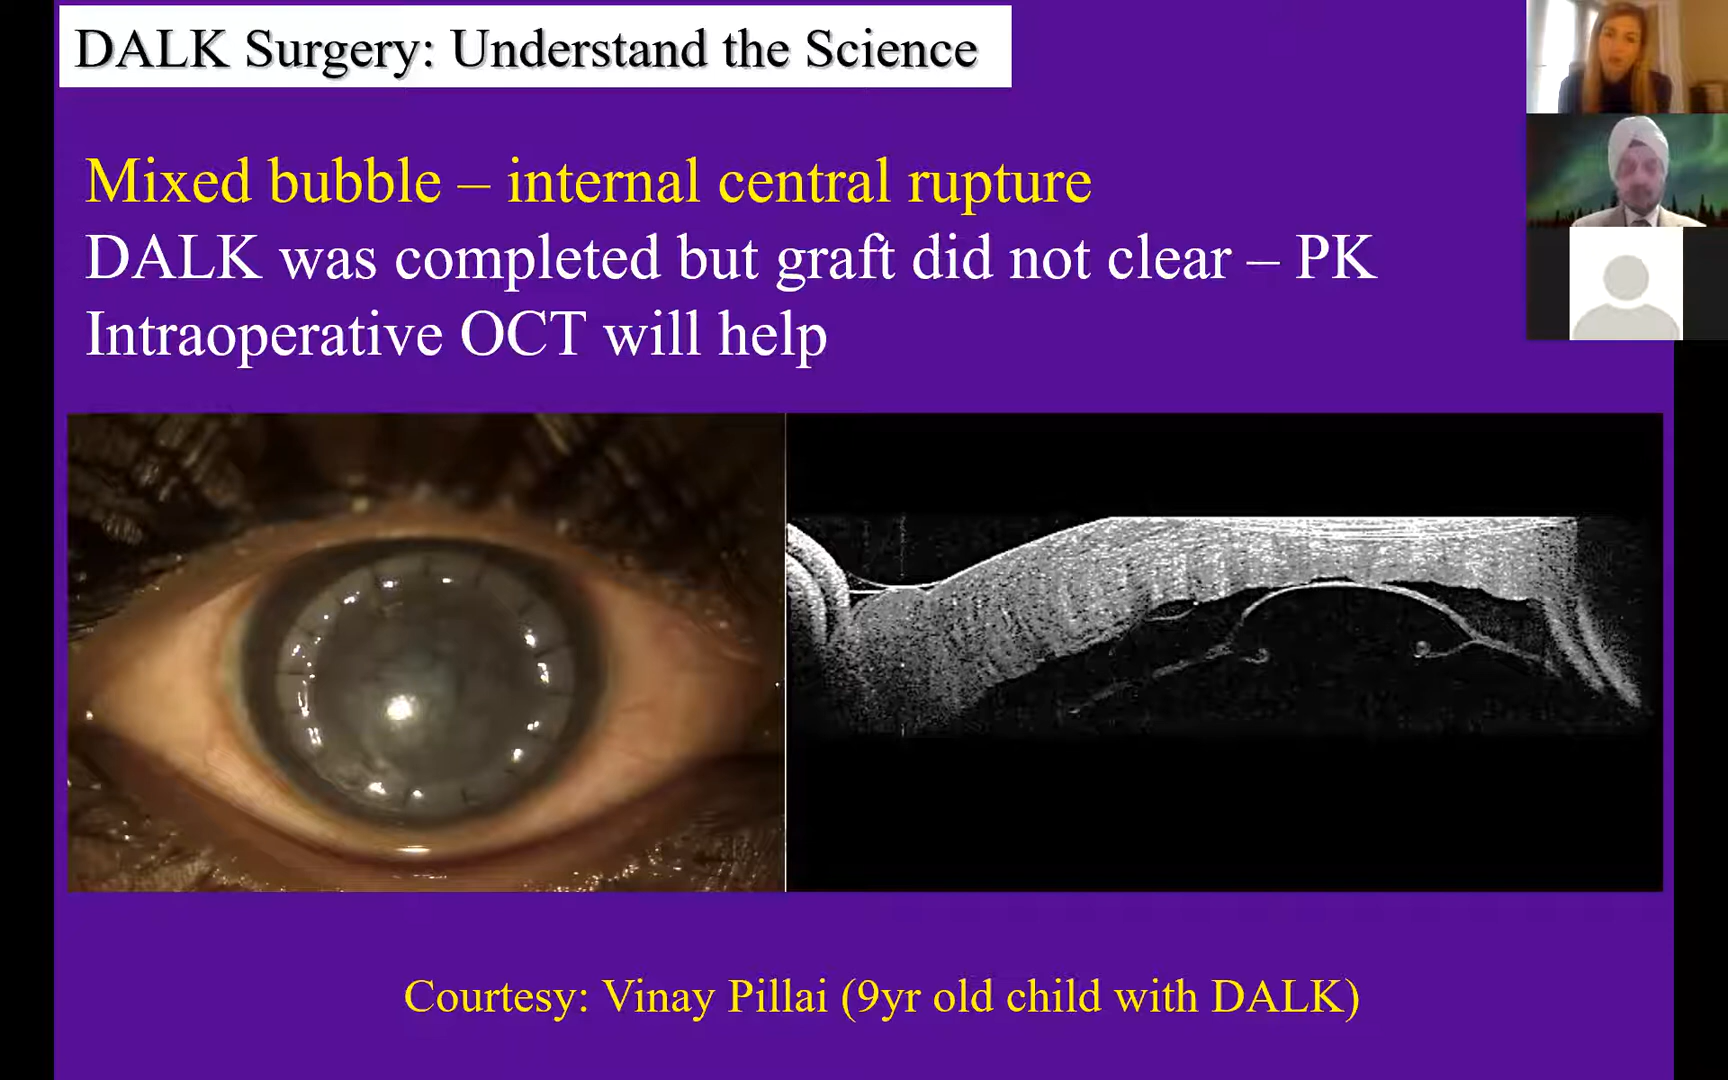 DALK Surgery: Understand the Science
Mixed bubble – internal central rupture
DALK was completed but graft did not clear – PK
Intraoperative OCT will help
Courtesy: Vinay Pillai (9yr old child with DALK)